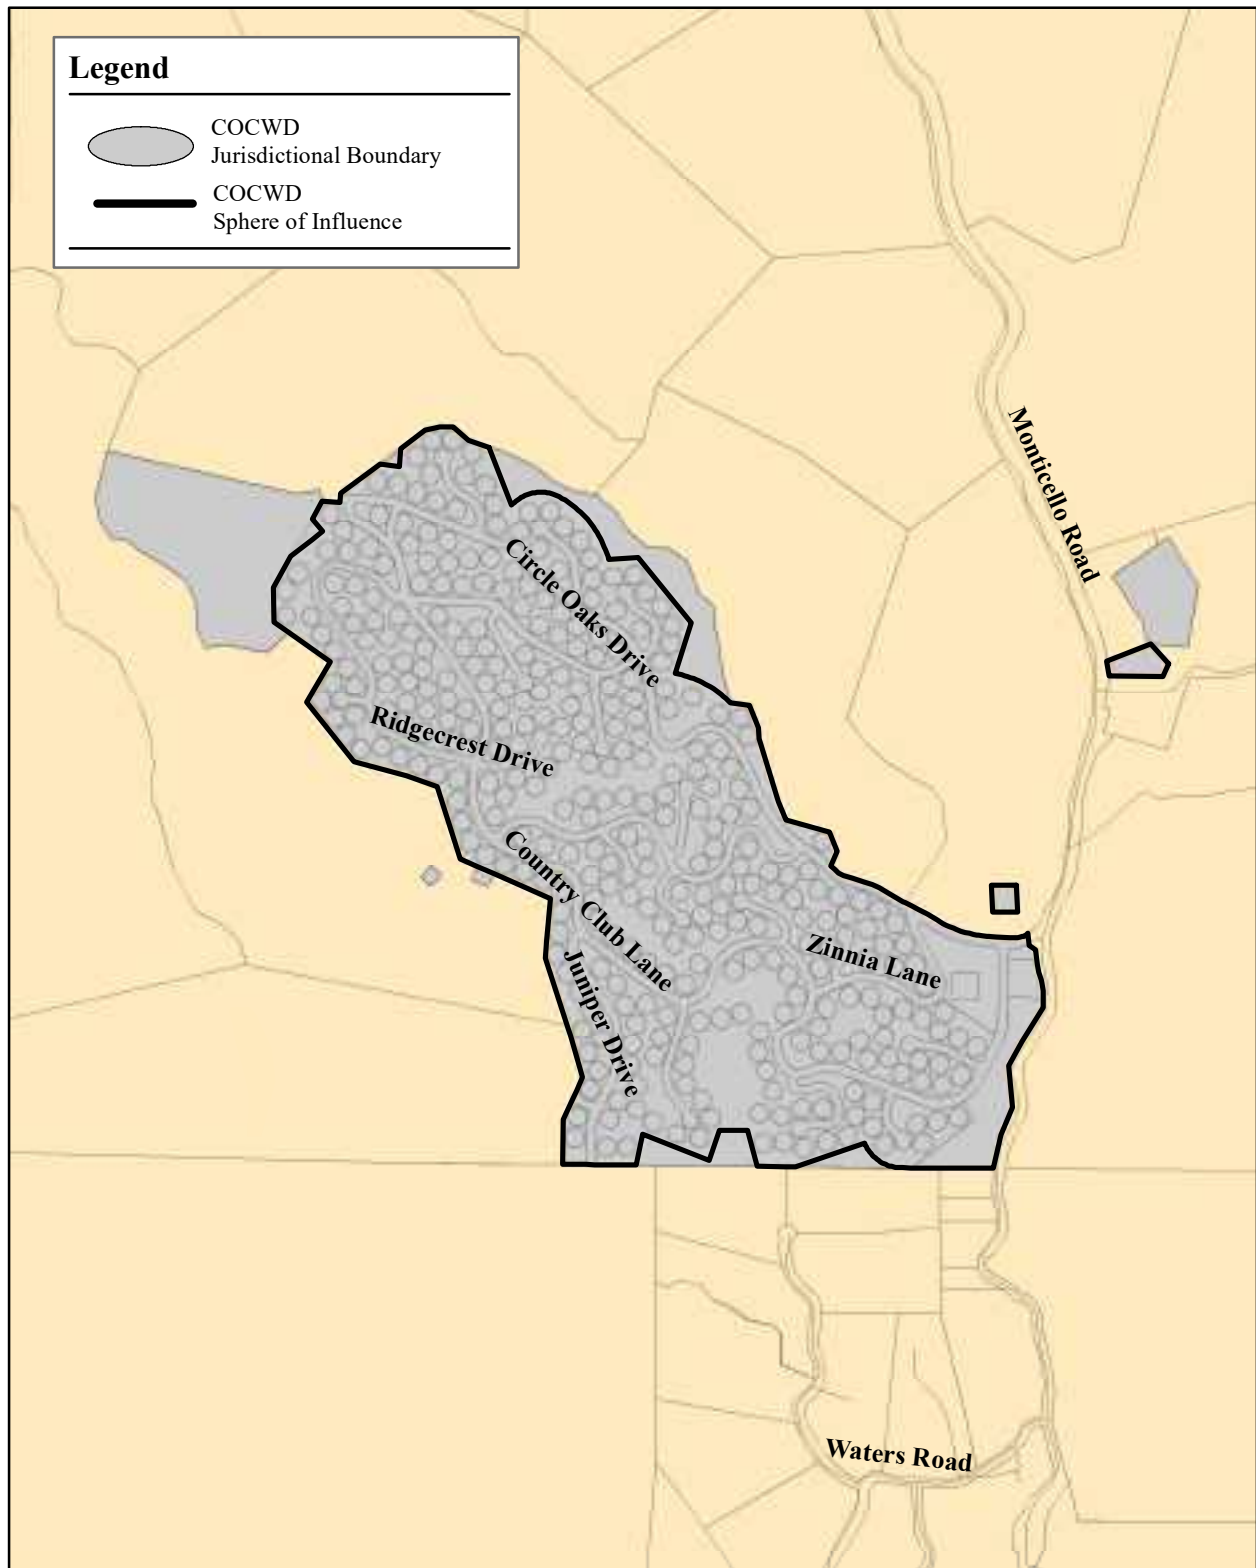 Legend
COCWD
Jurisdictional Boundary
COCWD
Sphere of Influence
Monticello Road
Circle Oaks Drive
Ridgecrest Drive
Country Club Lane
Zinnia Lane
Juniper Drive
Waters Road